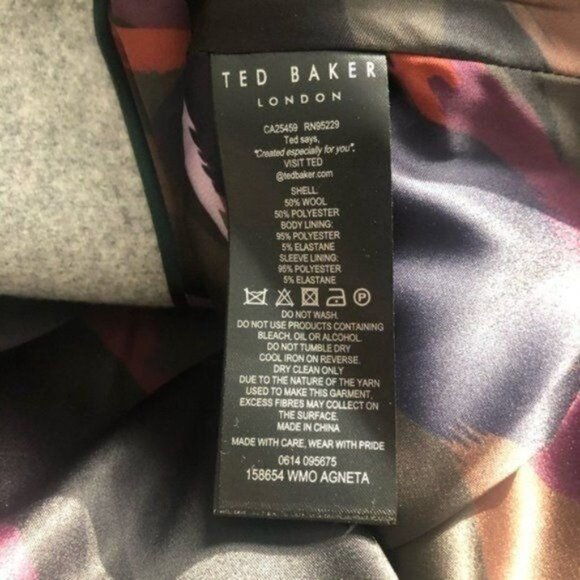 TED BAKER
LONDON
CA25459 RN95229
Ted says,
"Created especially for you".
VISIT TED
@tedbaker.com
SHELL:
50% WOOL
50% POLYESTER
BODY LINING:
95% POLYESTER
5% ELASTANE
SLEEVE LINING:
95% POLYESTER
5% ELASTANE
P
DO NOT WASH.
DO NOT USE PRODUCTS CONTAINING
BLEACH, OIL OR ALCOHOL.
DO NOT TUMBLE DRY
COOL IRON ON REVERSE.
DRY CLEAN ONLY
DUE TO THE NATURE OF THE YARN
USED TO MAKE THIS GARMENT,
EXCESS FIBRES MAY COLLECT ON
THE SURFACE.
MADE IN CHINA
MADE WITH CARE, WEAR WITH PRIDE
0614 095675
158654 WMO AGNETA